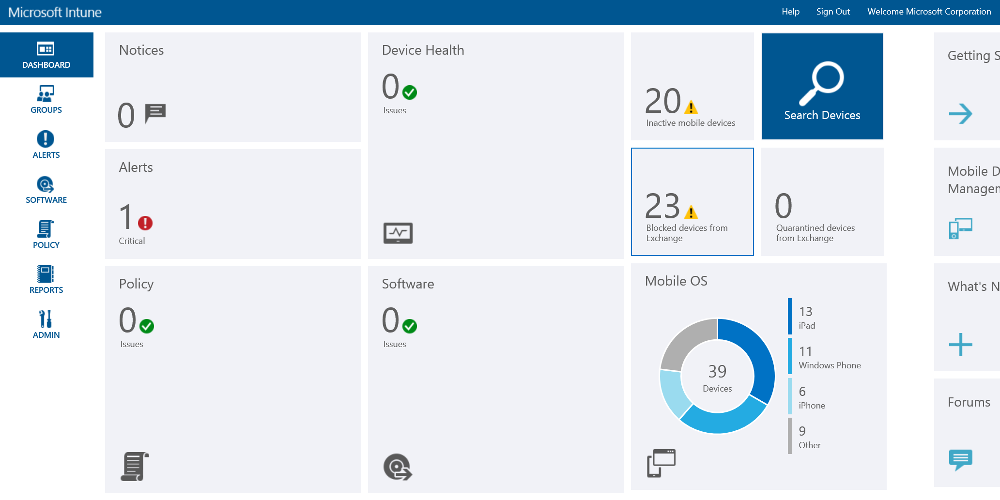 Microsoft Intune
Help
Sign Out
Welcome Microsoft Corporation
DASHBOARD
GROUPS
ALERTS
SOFTWARE
POLICY
REPORTS
ADMIN
Notices
0
Alerts
1
Critical
Policy
0
Issues
Device Health
0
Issues
Software
0
Issues
20
Inactive mobile devices
Search Devices
23
Blocked devices from
Exchange
0
Quarantined devices
from Exchange
Mobile OS
39
Devices
13
iPad
11
Windows Phone
6
iPhone
9
Other
Getting S
Mobile D
Managem
What's N
Forums